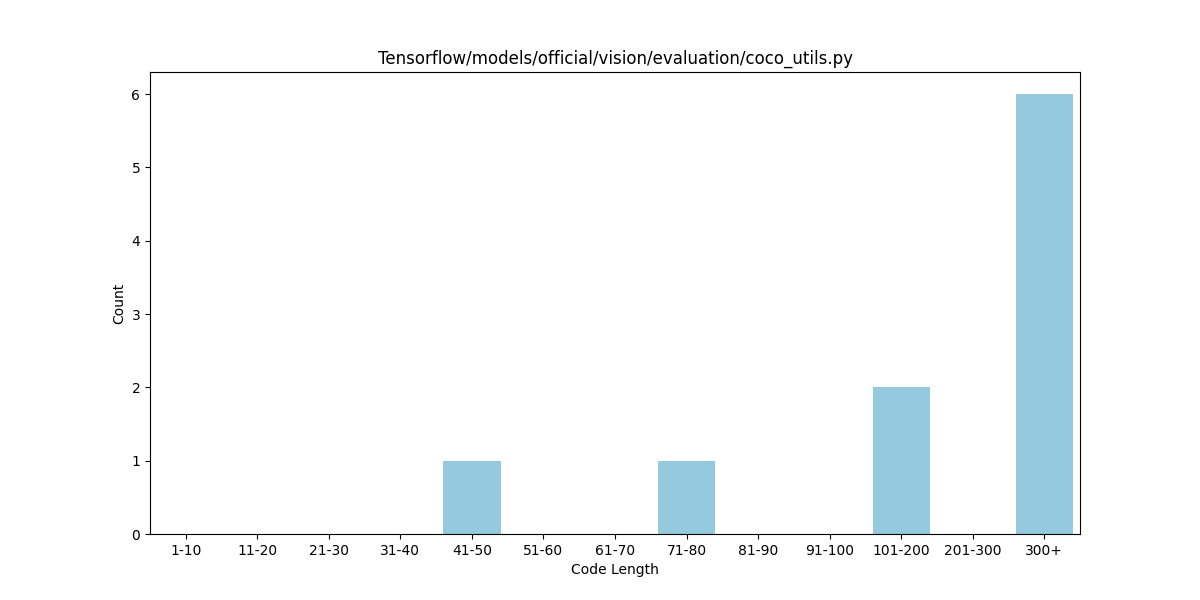 Tensorflow/models/official/vision/evaluation/coco_utils.py
6
5
4
3
2
1
0
Count
1-10 11-20 21-30 31-40 41-50 51-60 61-70 71-80 81-90 91-100 101-200 201-300 300+
Code Length